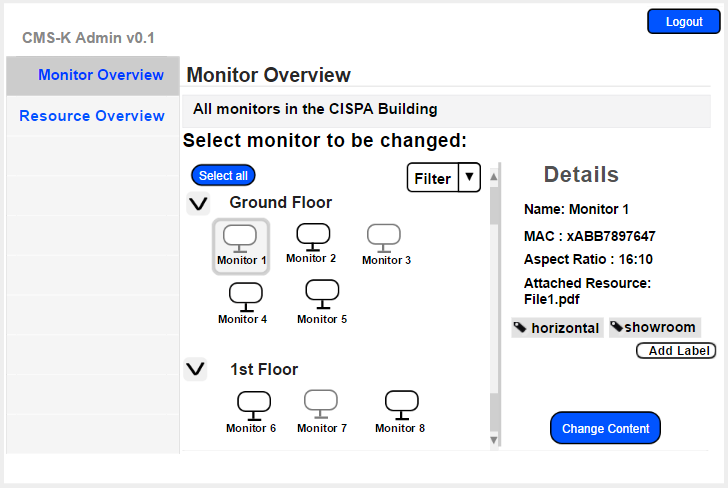 Logout
CMS-K Admin v0.1
Monitor Overview
Resource Overview
Monitor Overview
All monitors in the CISPA Building
Select monitor to be changed:
Select all
Filter
Ground Floor
Monitor 1
Monitor 2
Monitor 3
Monitor 4
Monitor 5
1st Floor
Monitor 6
Monitor 7
Monitor 8
Details
Name: Monitor 1
MAC : xABB7897647
Aspect Ratio : 16:10
Attached Resource:
File1.pdf
horizontal
showroom
Add Label
Change Content